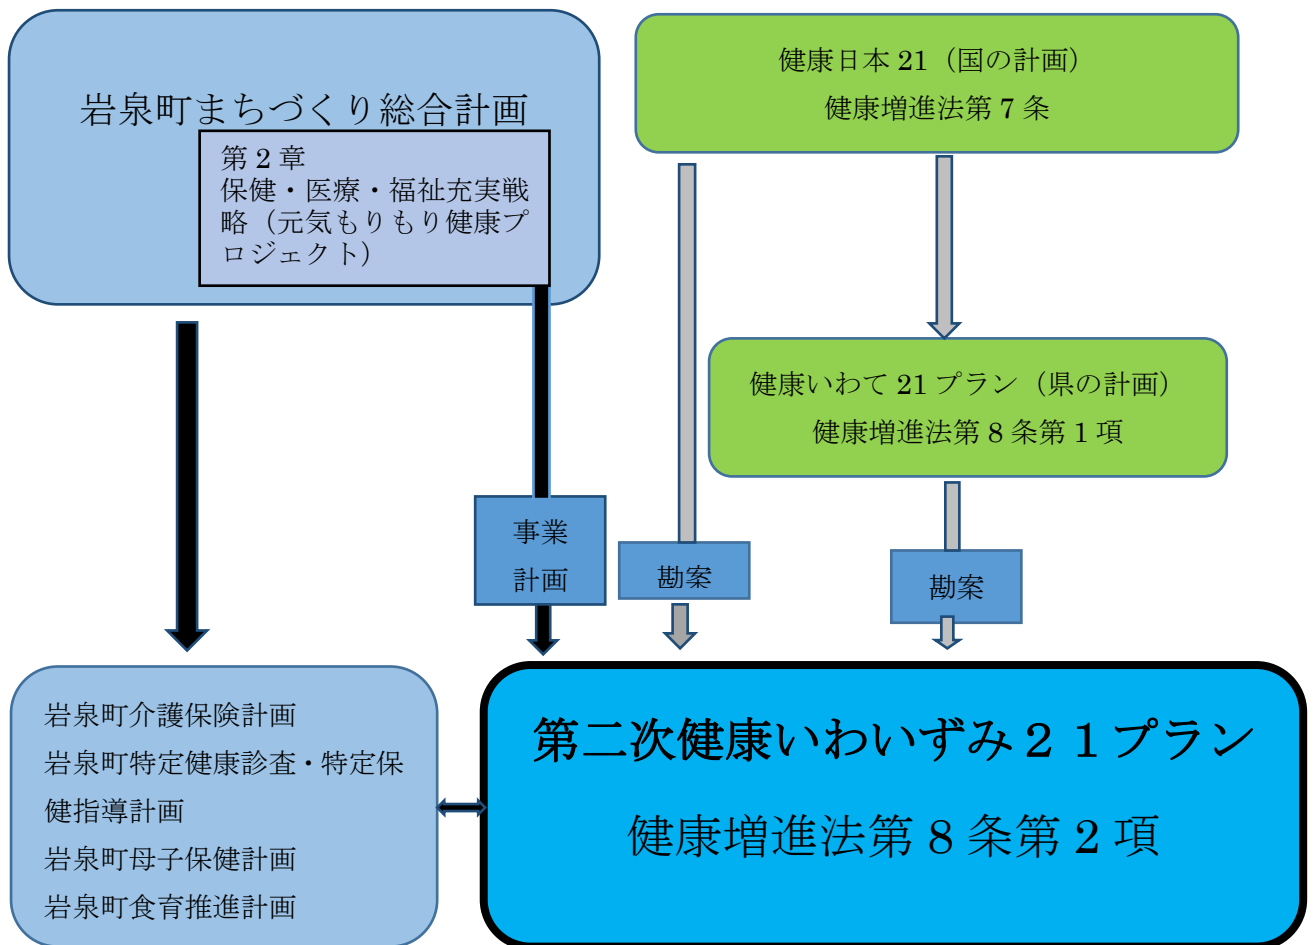 岩泉町まちづくり総合計画
第２章
保健・医療・福祉充実戦
略（元気もりもり健康プ
ロジェクト）
健康日本 21（国の計画）
健康増進法第 7 条
健康いわて 21 プラン（県の計画）
健康増進法第 8 条第 1 項
事業
計画
勘案
勘案
岩泉町介護保険計画
岩泉町特定健康診査・特定保
健指導計画
岩泉町母子保健計画
岩泉町食育推進計画
第二次健康いわいずみ２１プラン
健康増進法第 8 条第 2 項